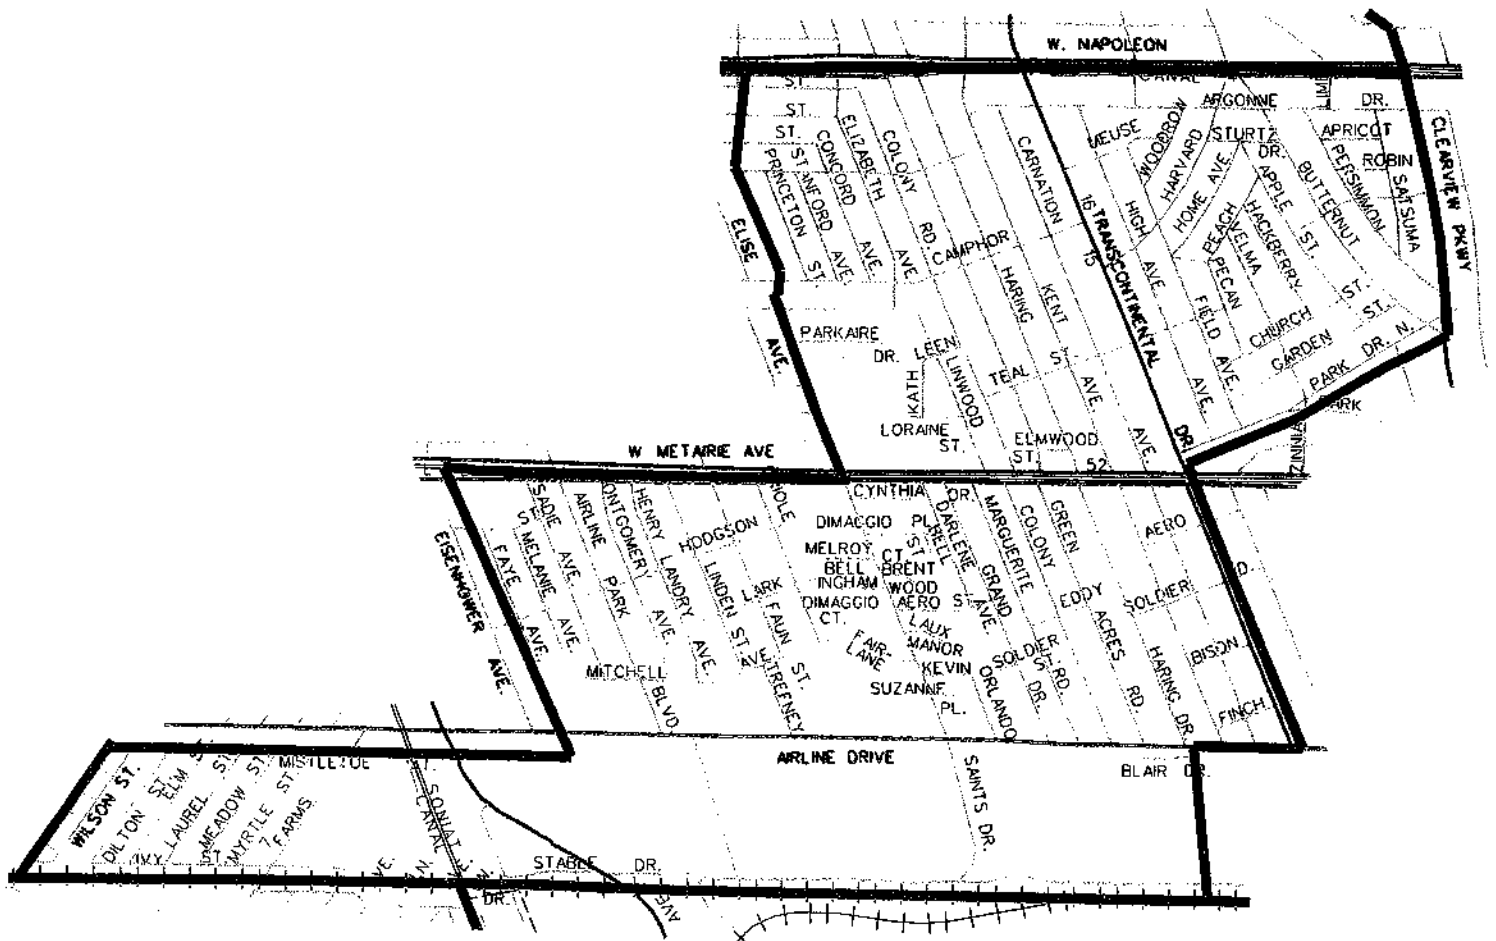 W. NAPOLEON
CANAL
ST.
ARGONNE
DR.
ST.
ST.
CONCORD
AVE.
ELIZABETH
AVE.
COLONY
RD.
STANFORD
AVE.
PRINCETON
ST.
CARNATION
MEUSE
WOODROW
HARVARD
STURTZ
DR.
APRICOT
ROBIN
HOME AVE.
APPLE
ST.
BUTTERNUT
PERSIMMON
SATSUMA
CLEARVIEW PKWY
ELISE
AVE.
CAMPHOR
HARING
AVE.
KENT
AVE.
16
15
TRANSCONTINENTAL
DR.
HIGH
AVE.
PEACH
VELMA
HACKBERRY
PECAN
FIELD
AVE.
CHURCH
ST.
GARDEN
ST.
PARK DR. N.
PARKAIRE
DR.
KATH
LEEN
LINWOOD
TEAL
ST.
LORAINE
ST.
ELMWOOD
ST.
52
ZINNIA
W METAIRIE AVE
CYNTHIA
DR.
SADIE
AVE.
ST.
MELANIE
AVE.
FAYE
AVE.
AIRLINE
PARK
BLVD.
HENRY
LANDRY
AVE.
HODGSON
LINDEN
ST.
LARK
AVE.
FAUN
ST.
TREFNEY
DIMAGGIO PL.
BELL
ST.
DARLENE
AVE.
MARGUERITE
COLONY
GREEN
ACRES
RD.
AERO
MELROY CT.
BELL BRENT
INGHAM WOOD
DIMAGGIO AERO ST.
CT.
LAUX
FAIR-
LANE
MANOR
KEVIN
SUZANNE
PL.
GRAND
EDDY
SOLDIER
SOLDIER
ST.
RD.
DR.
ORLANDO
HARING DR.
BISON
FINCH
EISENHOWER
AVE.
MITCHELL
AIRLINE DRIVE
BLAIR DR.
SAINTS DR.
MISTLETOE
WILSON ST.
DILTON ST.
ELM ST.
LAUREL ST.
MEADOW ST.
MYRTLE ST.
7 FARMS
IVY
ST.
SONIAT
CANAL
AVE.
STABLE DR.
DR.
AVE